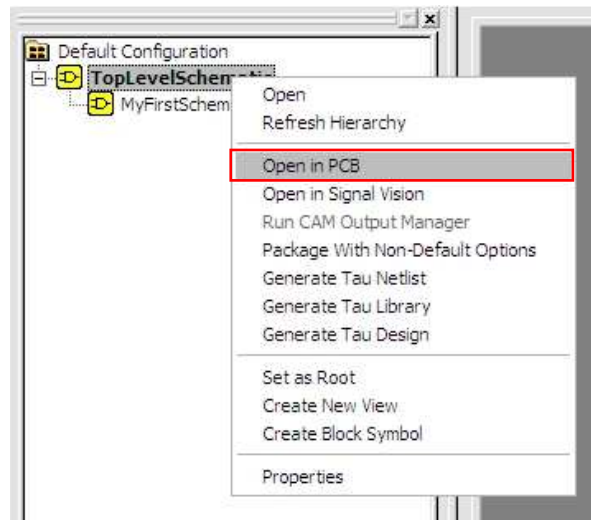 Default Configuration
TopLevelSchematic
MyFirstSchem
Open
Refresh Hierarchy
Open in PCB
Open in Signal Vision
Run CAM Output Manager
Package With Non-Default Options
Generate Tau Netlist
Generate Tau Library
Generate Tau Design
Set as Root
Create New View
Create Block Symbol
Properties